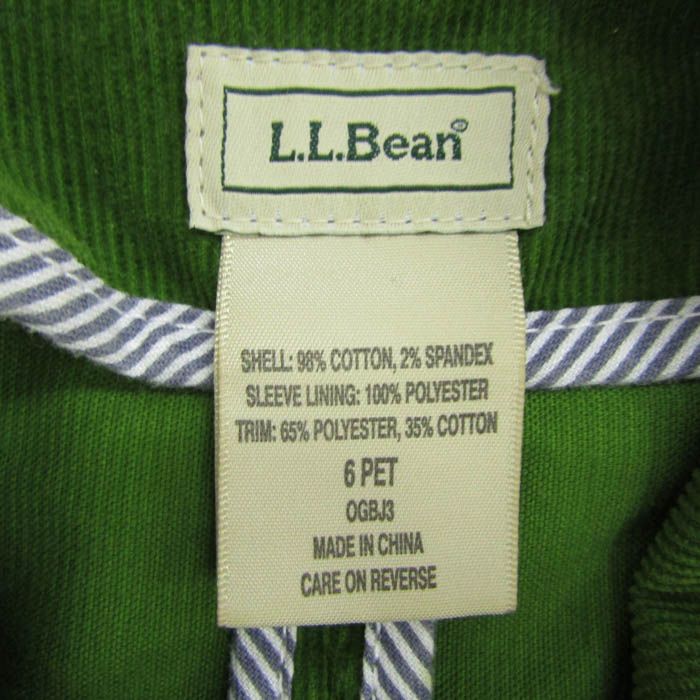 L.L.Bean®
SHELL: 98% COTTON, 2% SPANDEX
SLEEVE LINING: 100% POLYESTER
TRIM: 65% POLYESTER, 35% COTTON
6 PET
OGBJ3
MADE IN CHINA
CARE ON REVERSE